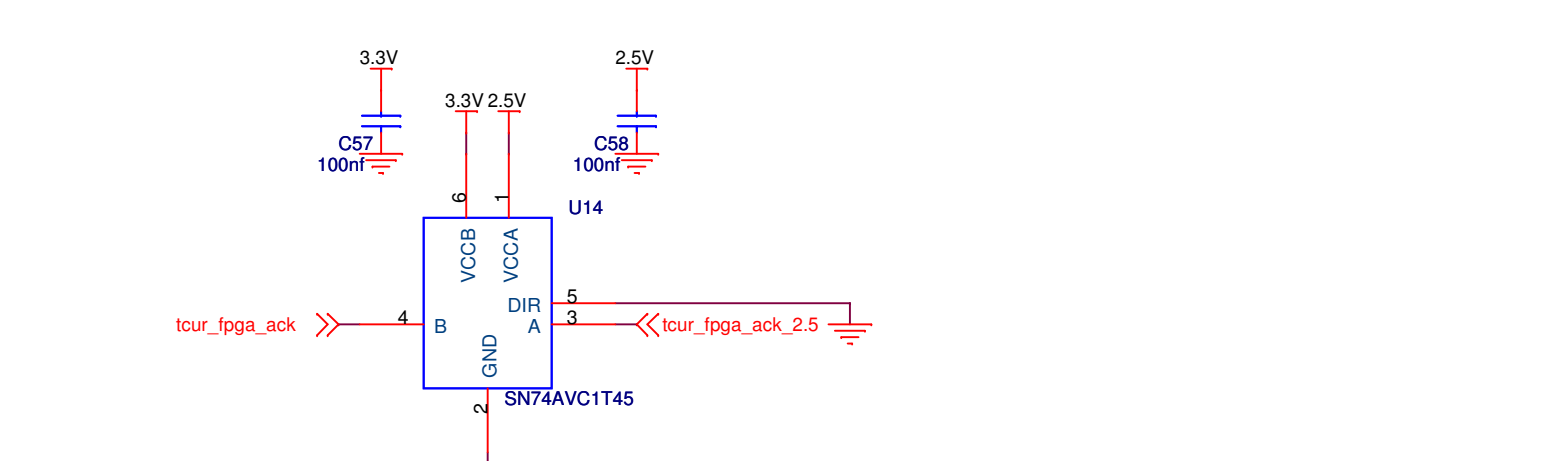 3.3V
2.5V
3.3V 2.5V
C57
100nf
C58
100nf
6
1
U14
VCCB
VCCA
DIR
5
tcur_fpga_ack
4
B
A
3
tcur_fpga_ack_2.5
GND
SN74AVC1T45
2